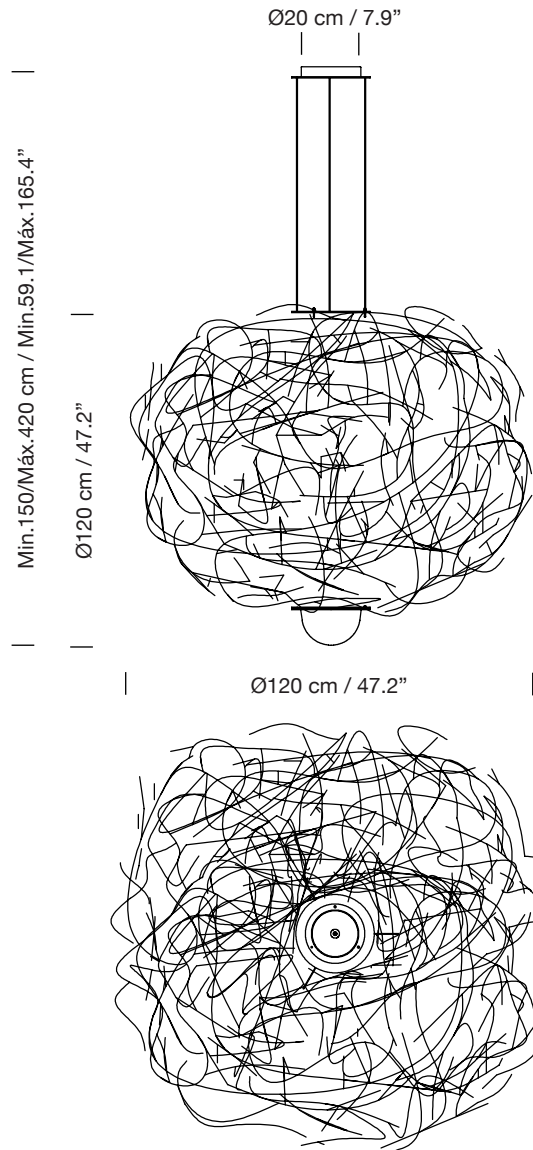 Ø20 cm / 7.9”
Min.150/Máx.420 cm / Min.59.1/Máx.165.4”
Ø120 cm / 47.2”
Ø120 cm / 47.2”